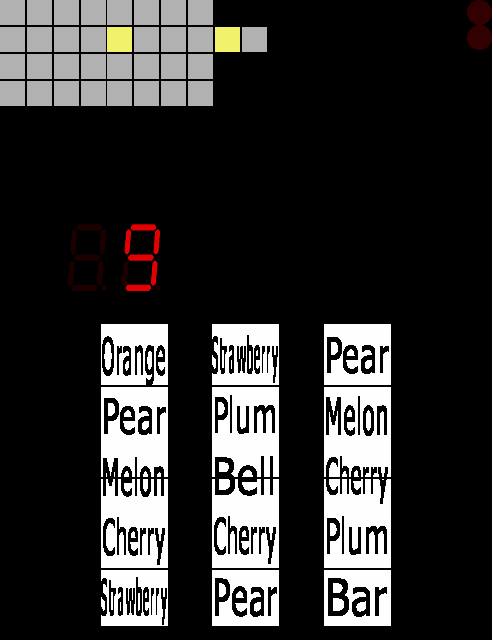 9
Orange Strawberry Pear
Pear Plum Melon
Melon Bell Cherry
Cherry Cherry Plum
Strawberry Pear Bar